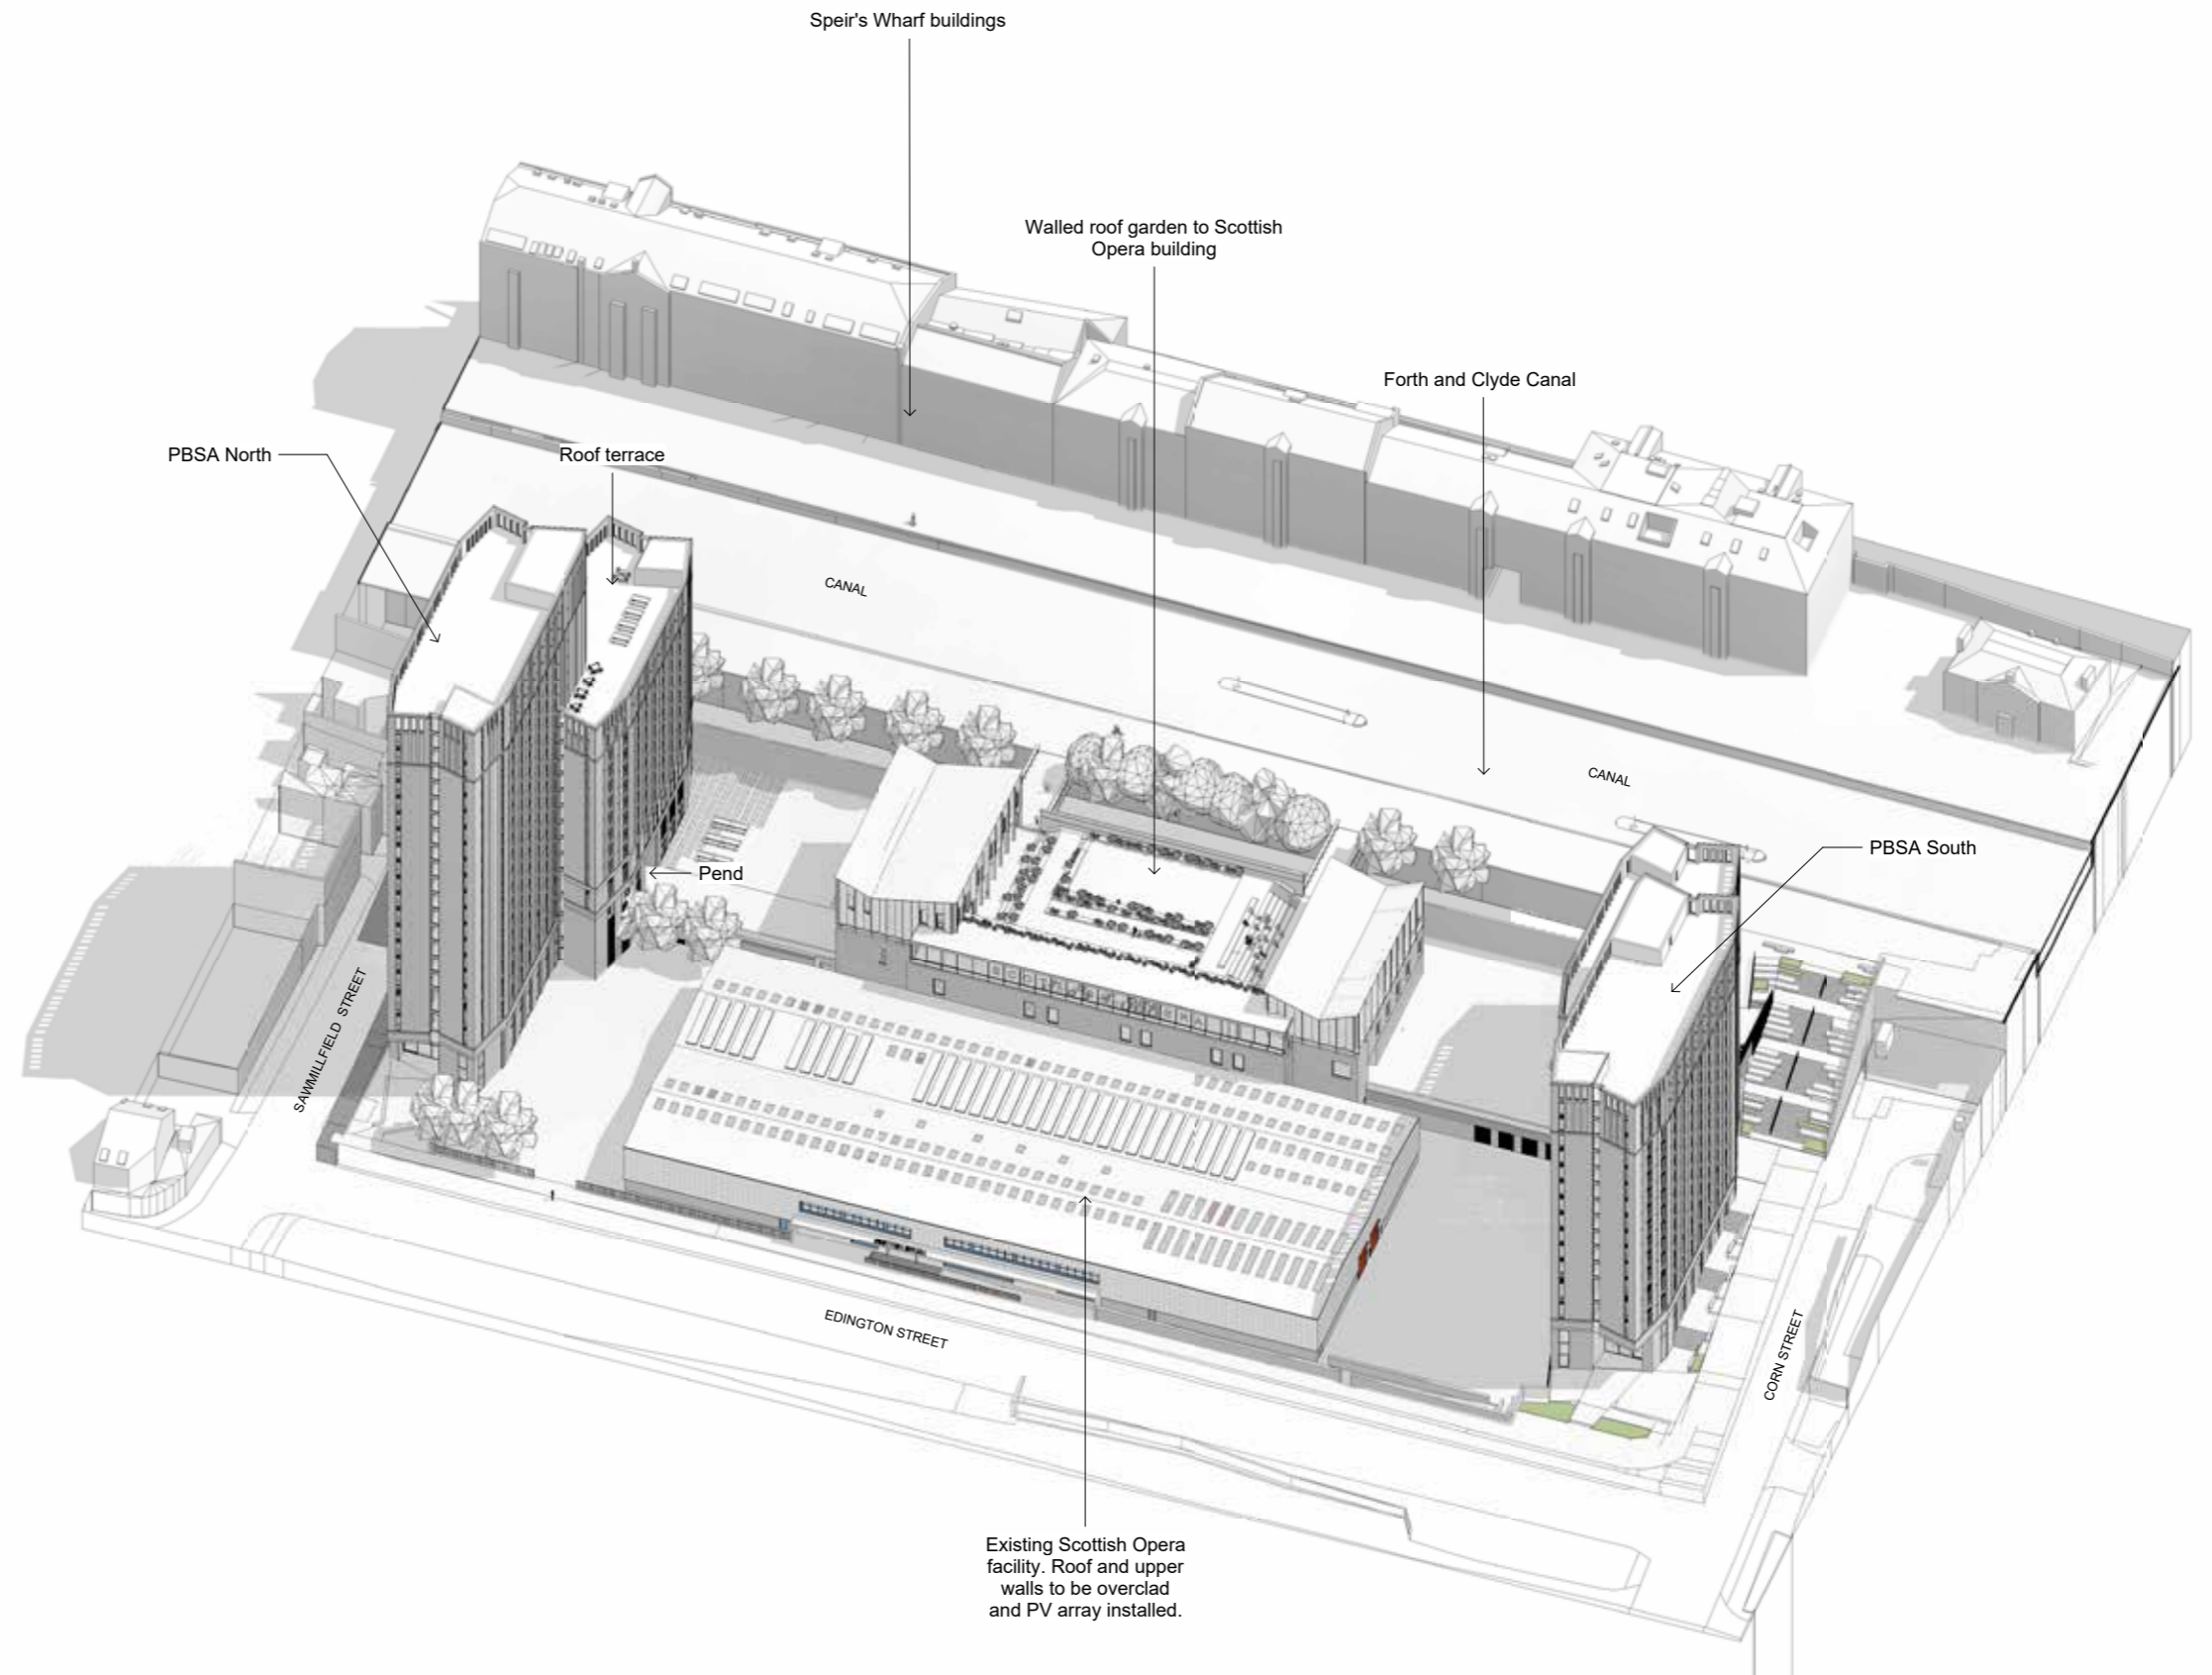 Speir's Wharf buildings
Walled roof garden to Scottish
Opera building
Forth and Clyde Canal
PBSA North
Roof terrace
CANAL
CANAL
PBSA South
Pend
SAWMILLFIELD STREET
EDINGTON STREET
CORN STREET
Existing Scottish Opera
facility. Roof and upper
walls to be overclad
and PV array installed.